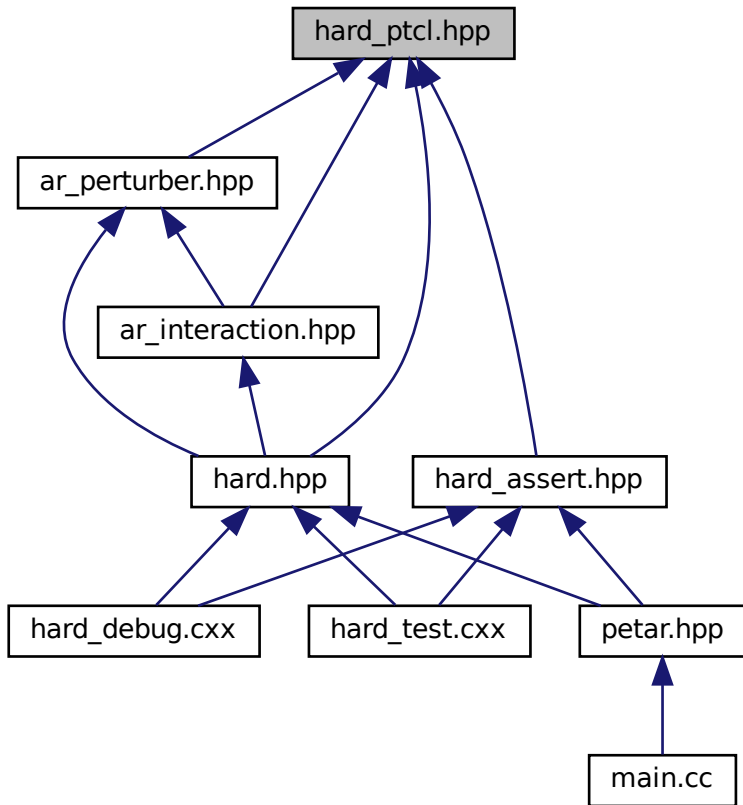 hard_ptcl.hpp
ar_perturber.hpp
ar_interaction.hpp
hard.hpp
hard_assert.hpp
hard_debug.cxx
hard_test.cxx
petar.hpp
main.cc